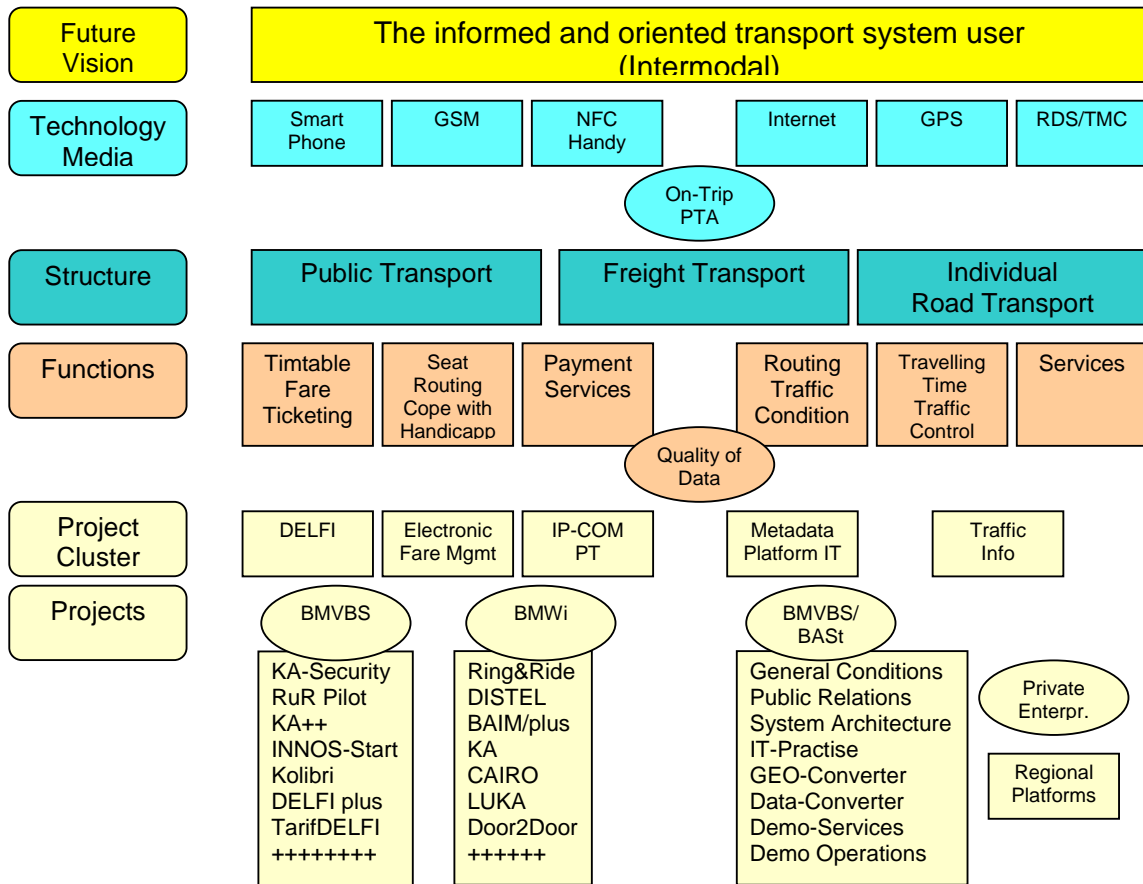 Future
Vision
The informed and oriented transport system user
(Intermodal)
Technology
Media
Smart
Phone
GSM
NFC
Handy
Internet
GPS
RDS/TMC
On-Trip
PTA
Structure
Public Transport
Freight Transport
Individual
Road Transport
Functions
Timtable
Fare
Ticketing
Seat
Routing
Cope with
Handicapp
Payment
Services
Routing
Traffic
Condition
Travelling
Time
Traffic
Control
Services
Quality of
Data
Project
Cluster
DELFI
Electronic
Fare Mgmt
IP-COM
PT
Metadata
Platform IT
Traffic
Info
Projects
BMVBS
KA-Security
RuR Pilot
KA++
INNOS-Start
Kolibri
DELFI plus
TarifDELFI
++++++++
BMWi
Ring&Ride
DISTEL
BAIM/plus
KA
CAIRO
LUKA
Door2Door
++++++
BMVBS/
BASt
General Conditions
Public Relations
System Architecture
IT-Practise
GEO-Converter
Data-Converter
Demo-Services
Demo Operations
Private
Enterpr.
Regional
Platforms